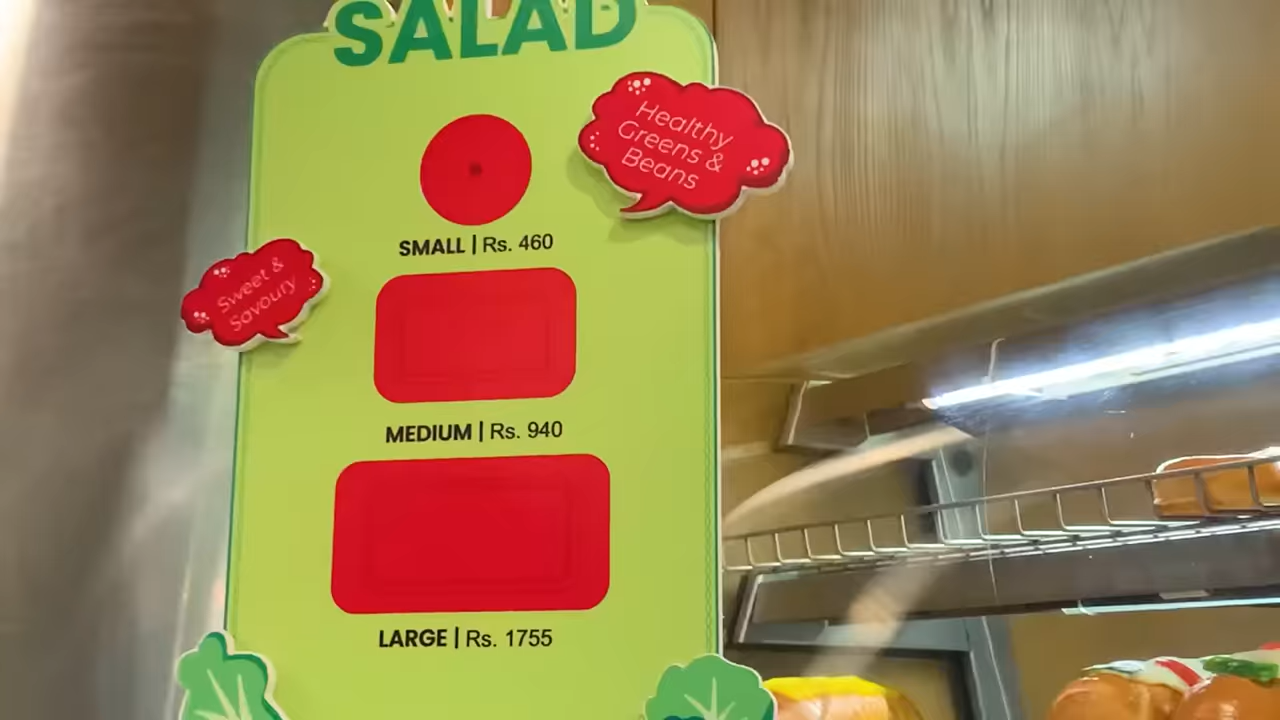 SALAD
Healthy
Greens &
Beans
SMALL | Rs. 460
Sweet &
Savoury
MEDIUM | Rs. 940
LARGE | Rs. 1755